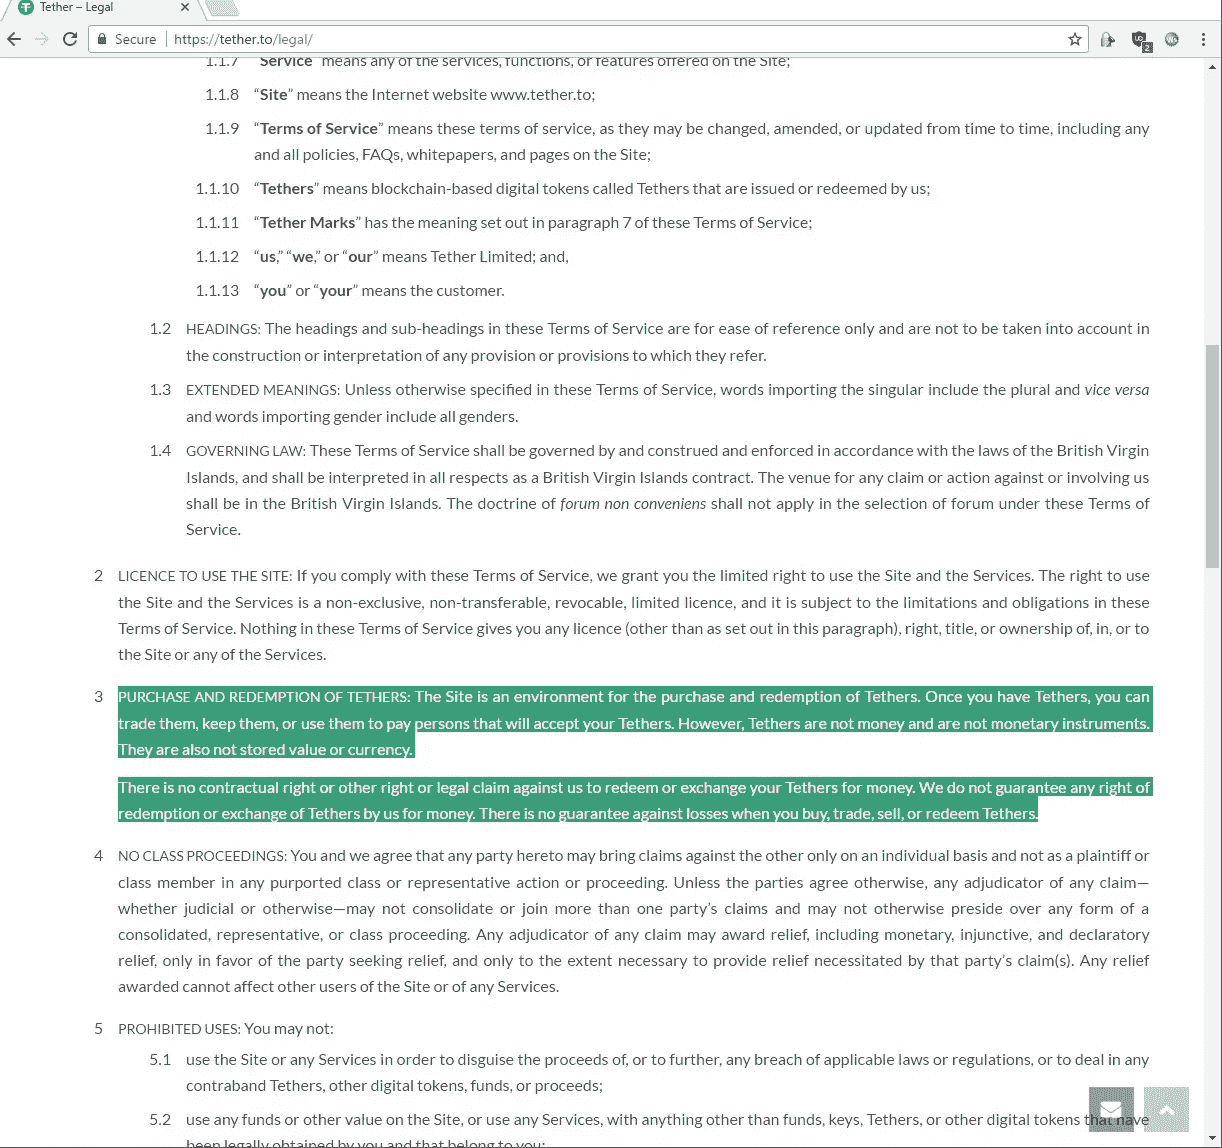 Tether – Legal
Secure https://tether.to/legal/
1.1.7 “Service” means any of the services, functions, or features offered on the Site;
1.1.8 “Site” means the Internet website www.tether.to;
1.1.9 “Terms of Service” means these terms of service, as they may be changed, amended, or updated from time to time, including any
and all policies, FAQs, whitepapers, and pages on the Site;
1.1.10 “Tethers” means blockchain-based digital tokens called Tethers that are issued or redeemed by us;
1.1.11 “Tether Marks” has the meaning set out in paragraph 7 of these Terms of Service;
1.1.12 “us,” “we,” or “our” means Tether Limited; and,
1.1.13 “you” or “your” means the customer.
1.2 HEADINGS: The headings and sub-headings in these Terms of Service are for ease of reference only and are not to be taken into account in
the construction or interpretation of any provision or provisions to which they refer.
1.3 EXTENDED MEANINGS: Unless otherwise specified in these Terms of Service, words importing the singular include the plural and vice versa
and words importing gender include all genders.
1.4 GOVERNING LAW: These Terms of Service shall be governed by and construed and enforced in accordance with the laws of the British Virgin
Islands, and shall be interpreted in all respects as a British Virgin Islands contract. The venue for any claim or action against or involving us
shall be in the British Virgin Islands. The doctrine of forum non conveniens shall not apply in the selection of forum under these Terms of
Service.
2 LICENCE TO USE THE SITE: If you comply with these Terms of Service, we grant you the limited right to use the Site and the Services. The right to use
the Site and the Services is a non-exclusive, non-transferable, revocable, limited licence, and it is subject to the limitations and obligations in these
Terms of Service. Nothing in these Terms of Service gives you any licence (other than as set out in this paragraph), right, title, or ownership of, in, or to
the Site or any of the Services.
3 PURCHASE AND REDEMPTION OF TETHERS: The Site is an environment for the purchase and redemption of Tethers. Once you have Tethers, you can
trade them, keep them, or use them to pay persons that will accept your Tethers. However, Tethers are not money and are not monetary instruments.
They are also not stored value or currency.
There is no contractual right or other right or legal claim against us to redeem or exchange your Tethers for money. We do not guarantee any right of
redemption or exchange of Tethers by us for money. There is no guarantee against losses when you buy, trade, sell, or redeem Tethers.
4 NO CLASS PROCEEDINGS: You and we agree that any party hereto may bring claims against the other only on an individual basis and not as a plaintiff or
class member in any purported class or representative action or proceeding. Unless the parties agree otherwise, any adjudicator of any claim—
whether judicial or otherwise—may not consolidate or join more than one party’s claims and may not otherwise preside over any form of a
consolidated, representative, or class proceeding. Any adjudicator of any claim may award relief, including monetary, injunctive, and declaratory
relief, only in favor of the party seeking relief, and only to the extent necessary to provide relief necessitated by that party’s claim(s). Any relief
awarded cannot affect other users of the Site or of any Services.
5 PROHIBITED USES: You may not:
5.1 use the Site or any Services in order to disguise the proceeds of, or to further, any breach of applicable laws or regulations, or to deal in any
contraband Tethers, other digital tokens, funds, or proceeds;
5.2 use any funds or other value on the Site, or use any Services, with anything other than funds, keys, Tethers, or other digital tokens that have
been legally obtained by you and that belong to you;